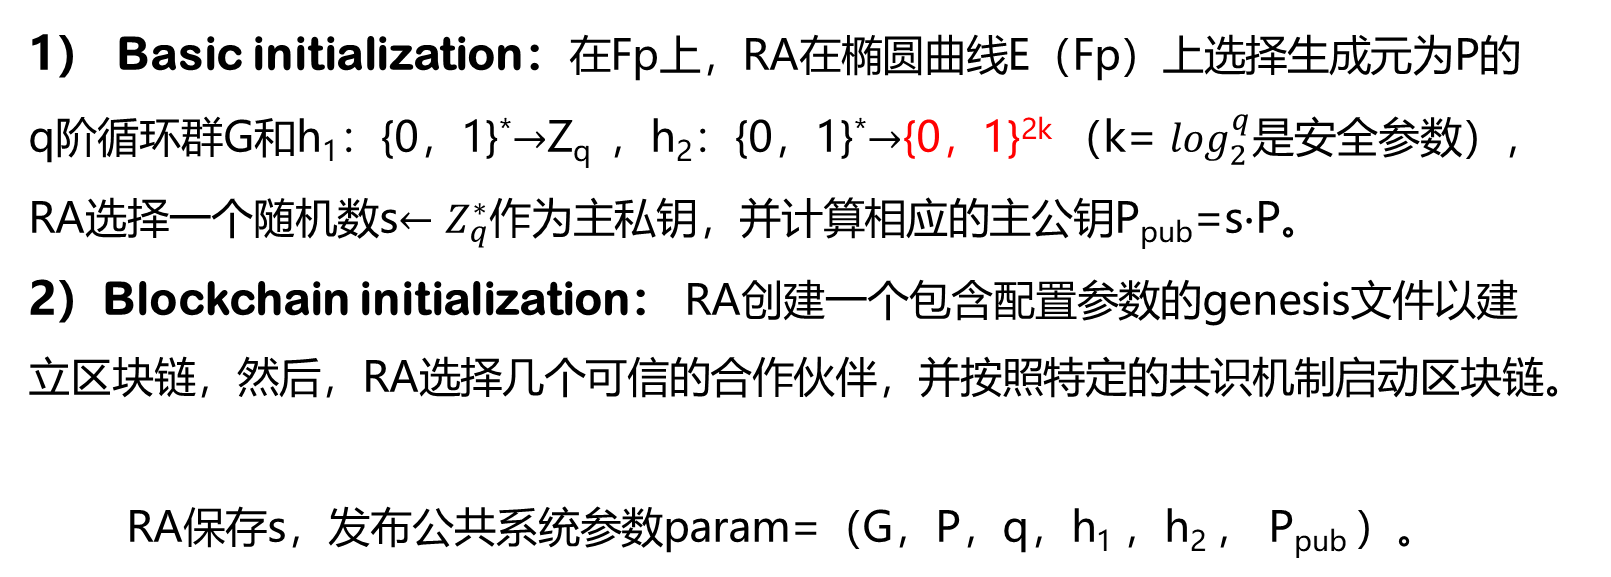 1） Basic initialization：在Fp上，RA在椭圆曲线E（Fp）上选择生成元为P的
q阶循环群G和h₁：{0，1}*→Z_q ，h₂：{0，1}*→{0，1}^{2k}（k= log_2^q是安全参数），
RA选择一个随机数s← Z_q^*作为主私钥，并计算相应的主公钥P_pub=s·P。
2）Blockchain initialization： RA创建一个包含配置参数的genesis文件以建
立区块链，然后，RA选择几个可信的合作伙伴，并按照特定的共识机制启动区块链。
RA保存s，发布公共系统参数param=（G，P，q，h₁，h₂， P_pub）。